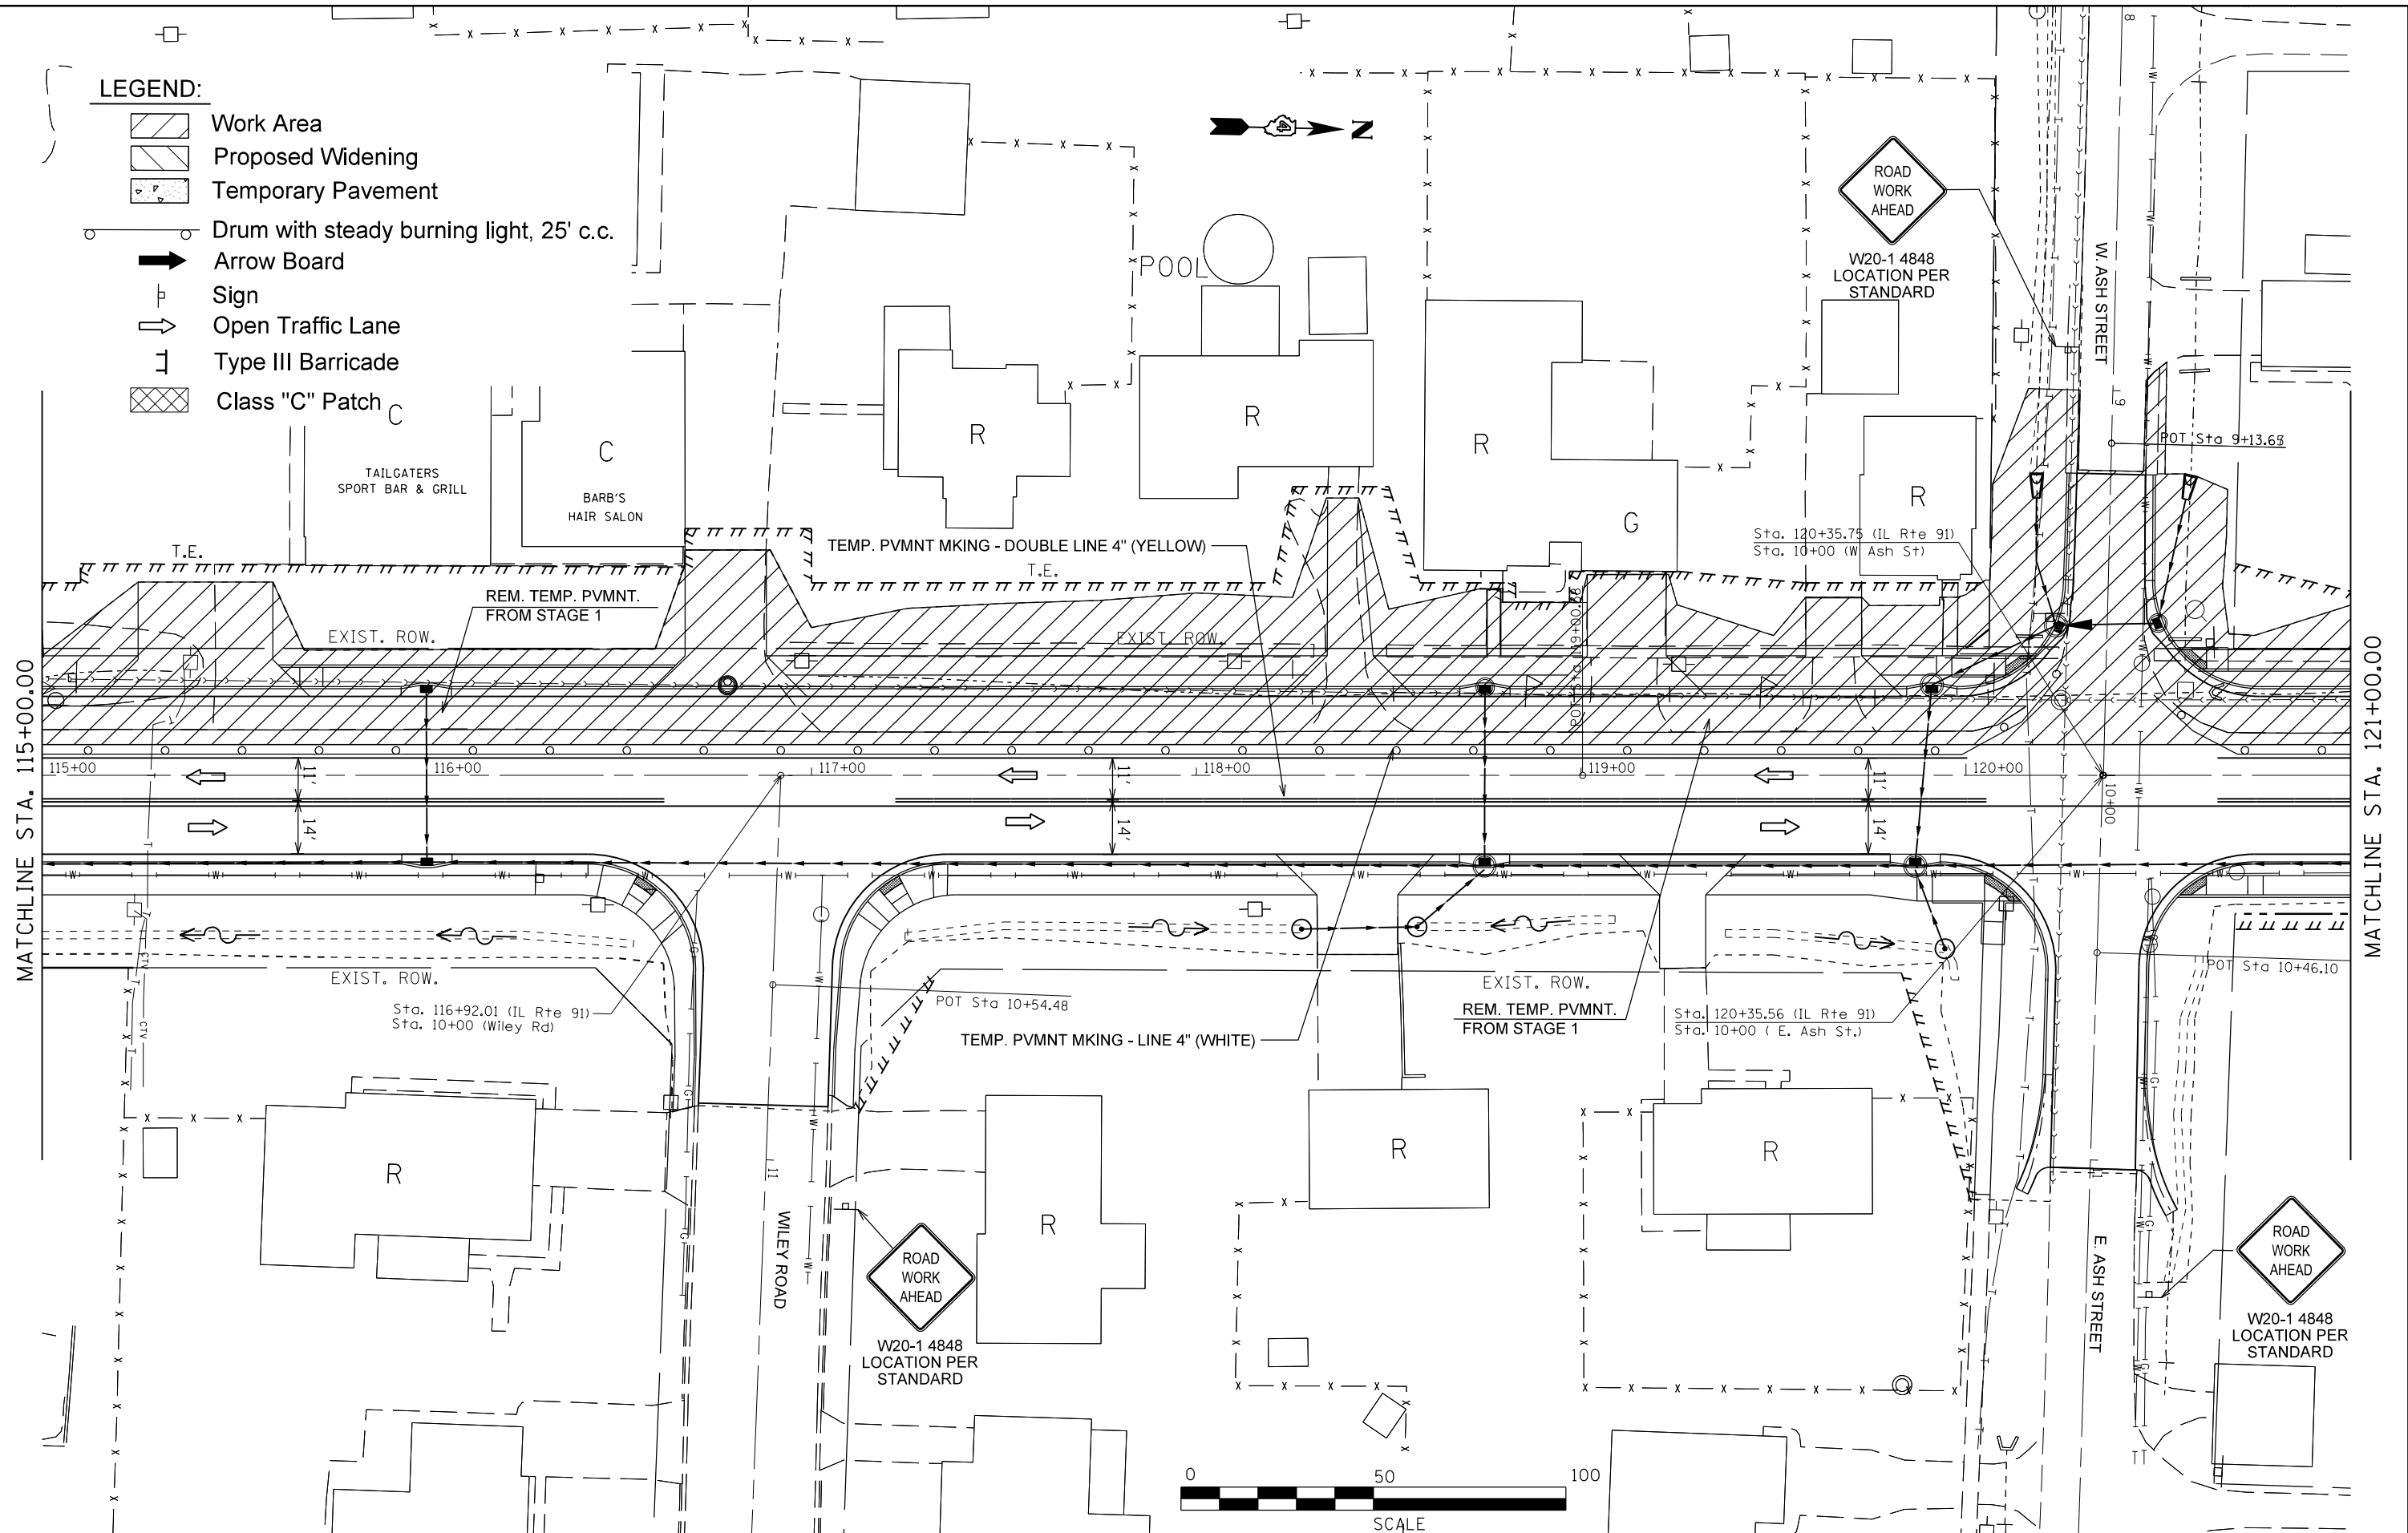 LEGEND:
Work Area
Proposed Widening
Temporary Pavement
Drum with steady burning light, 25' c.c.
Arrow Board
Sign
Open Traffic Lane
Type III Barricade
Class "C" Patch
N
POOL
ROAD
WORK
AHEAD
W20-1 4848
LOCATION PER
STANDARD
W. ASH STREET
8
9
POT Sta 9+13.65
C
TAILGATERS
SPORT BAR & GRILL
C
BARB'S
HAIR SALON
R
R
R
G
R
T.E.
TEMP. PVMNT MKING - DOUBLE LINE 4" (YELLOW)
T.E.
Sta. 120+35.75 (IL Rte 91)
Sta. 10+00 (W Ash St)
REM. TEMP. PVMNT.
FROM STAGE 1
EXIST. ROW.
EXIST. ROW.
MATCHLINE STA. 115+00.00
MATCHLINE STA. 121+00.00
115+00
116+00
117+00
118+00
119+00
120+00
10+00
11'
11'
11'
14'
14'
14'
EXIST. ROW.
Sta. 116+92.01 (IL Rte 91)
Sta. 10+00 (Wiley Rd)
POT Sta 10+54.48
TEMP. PVMNT MKING - LINE 4" (WHITE)
EXIST. ROW.
REM. TEMP. PVMNT.
FROM STAGE 1
Sta. 120+35.56 (IL Rte 91)
Sta. 10+00 ( E. Ash St.)
POT Sta 10+46.10
CTV
CTV
R
R
R
R
11
WILEY ROAD
ROAD
WORK
AHEAD
W20-1 4848
LOCATION PER
STANDARD
11
E. ASH STREET
ROAD
WORK
AHEAD
W20-1 4848
LOCATION PER
STANDARD
0 50 100
SCALE